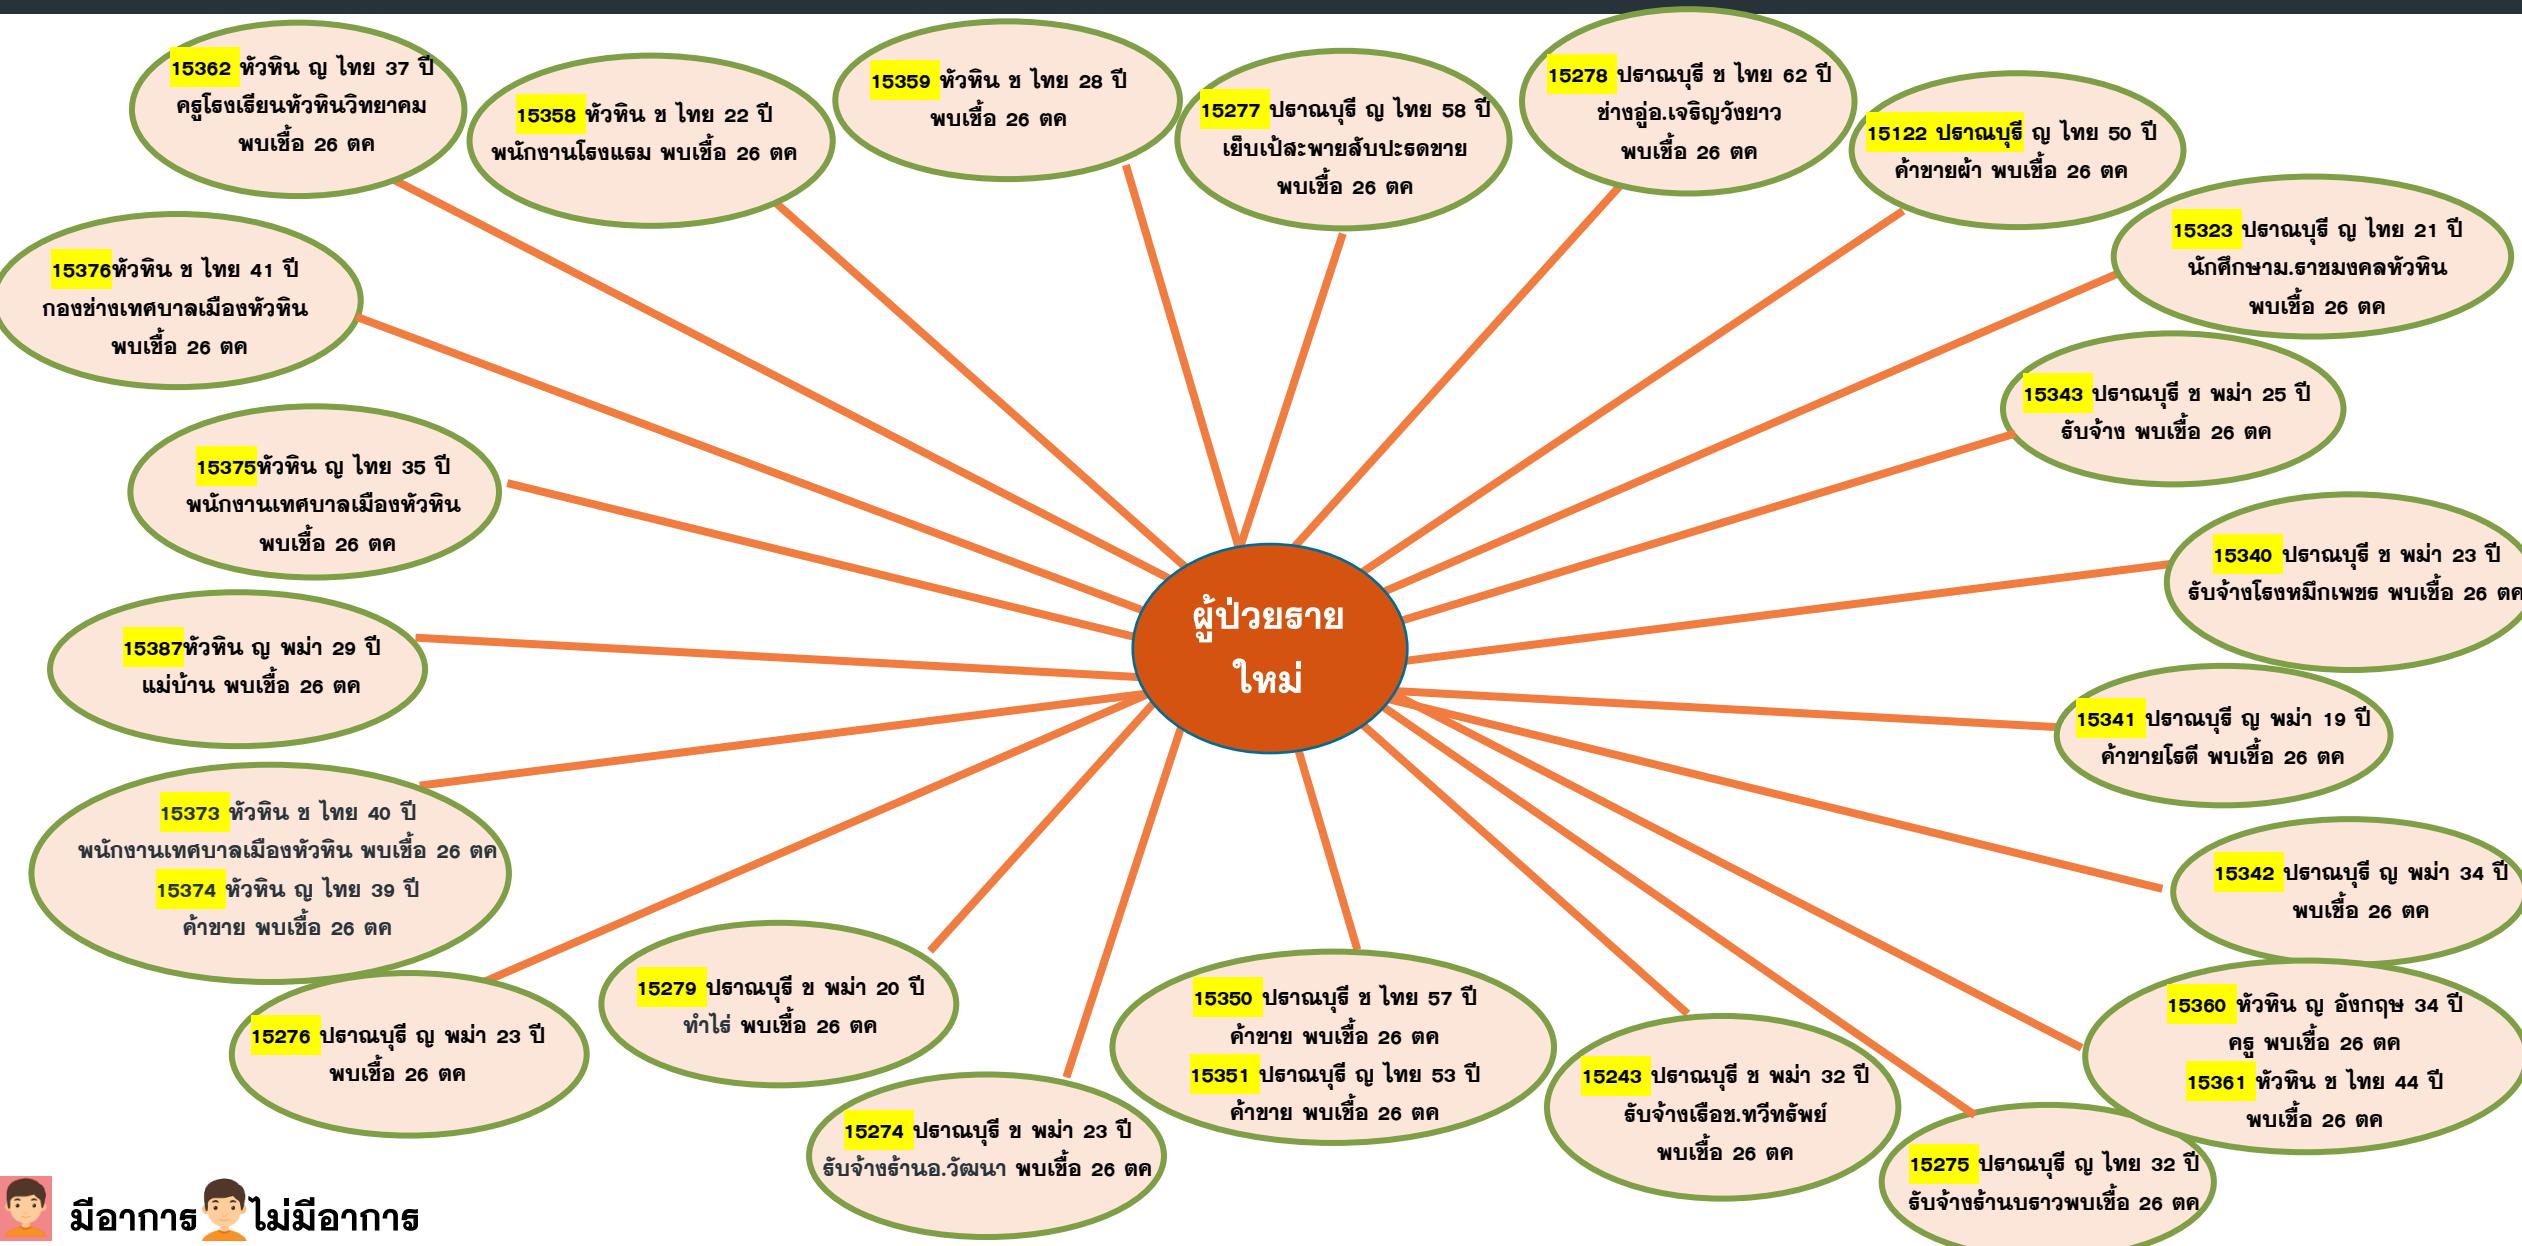 15362 หัวหิน ญ ไทย 37 ปี
ครูโรงเรียนหัวหินวิทยาคม
พบเชื้อ 26 ตค
15358 หัวหิน ช ไทย 22 ปี
พนักงานโรงแรม พบเชื้อ 26 ตค
15359 หัวหิน ช ไทย 28 ปี
พบเชื้อ 26 ตค
15277 ปราณบุรี ญ ไทย 58 ปี
เย็บเป้สะพายสับปะรดขาย
พบเชื้อ 26 ตค
15278 ปราณบุรี ช ไทย 62 ปี
ช่างอู่อ.เจริญวังยาว
พบเชื้อ 26 ตค
15122 ปราณบุรี ญ ไทย 50 ปี
ค้าขายผ้า พบเชื้อ 26 ตค
15323 ปราณบุรี ญ ไทย 21 ปี
นักศึกษาม.ราชมงคลหัวหิน
พบเชื้อ 26 ตค
15376หัวหิน ช ไทย 41 ปี
กองช่างเทศบาลเมืองหัวหิน
พบเชื้อ 26 ตค
15343 ปราณบุรี ช พม่า 25 ปี
รับจ้าง พบเชื้อ 26 ตค
15375หัวหิน ญ ไทย 35 ปี
พนักงานเทศบาลเมืองหัวหิน
พบเชื้อ 26 ตค
15340 ปราณบุรี ช พม่า 23 ปี
รับจ้างโรงหมึกเพชร พบเชื้อ 26 ตค
ผู้ป่วยราย
ใหม่
15387หัวหิน ญ พม่า 29 ปี
แม่บ้าน พบเชื้อ 26 ตค
15341 ปราณบุรี ญ พม่า 19 ปี
ค้าขายโรตี พบเชื้อ 26 ตค
15373 หัวหิน ช ไทย 40 ปี
พนักงานเทศบาลเมืองหัวหิน พบเชื้อ 26 ตค
15374 หัวหิน ญ ไทย 39 ปี
ค้าขาย พบเชื้อ 26 ตค
15342 ปราณบุรี ญ พม่า 34 ปี
พบเชื้อ 26 ตค
15276 ปราณบุรี ญ พม่า 23 ปี
พบเชื้อ 26 ตค
15279 ปราณบุรี ช พม่า 20 ปี
ทำไร่ พบเชื้อ 26 ตค
15274 ปราณบุรี ช พม่า 23 ปี
รับจ้างร้านอ.วัฒนา พบเชื้อ 26 ตค
15350 ปราณบุรี ช ไทย 57 ปี
ค้าขาย พบเชื้อ 26 ตค
15351 ปราณบุรี ญ ไทย 53 ปี
ค้าขาย พบเชื้อ 26 ตค
15243 ปราณบุรี ช พม่า 32 ปี
รับจ้างเรือช.ทวีทรัพย์
พบเชื้อ 26 ตค
15360 หัวหิน ญ อังกฤษ 34 ปี
ครู พบเชื้อ 26 ตค
15361 หัวหิน ช ไทย 44 ปี
พบเชื้อ 26 ตค
15275 ปราณบุรี ญ ไทย 32 ปี
รับจ้างร้านบราวพบเชื้อ 26 ตค
มีอาการ ไม่มีอาการ